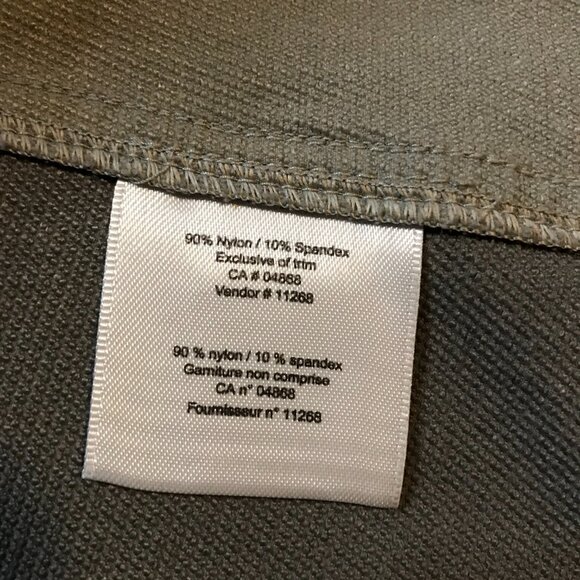 90% Nylon / 10% Spandex
Exclusive of trim
CA # 04868
Vendor # 11268
90 % nylon / 10 % spandex
Garniture non comprise
CA n° 04868
Fournisseur n° 11268